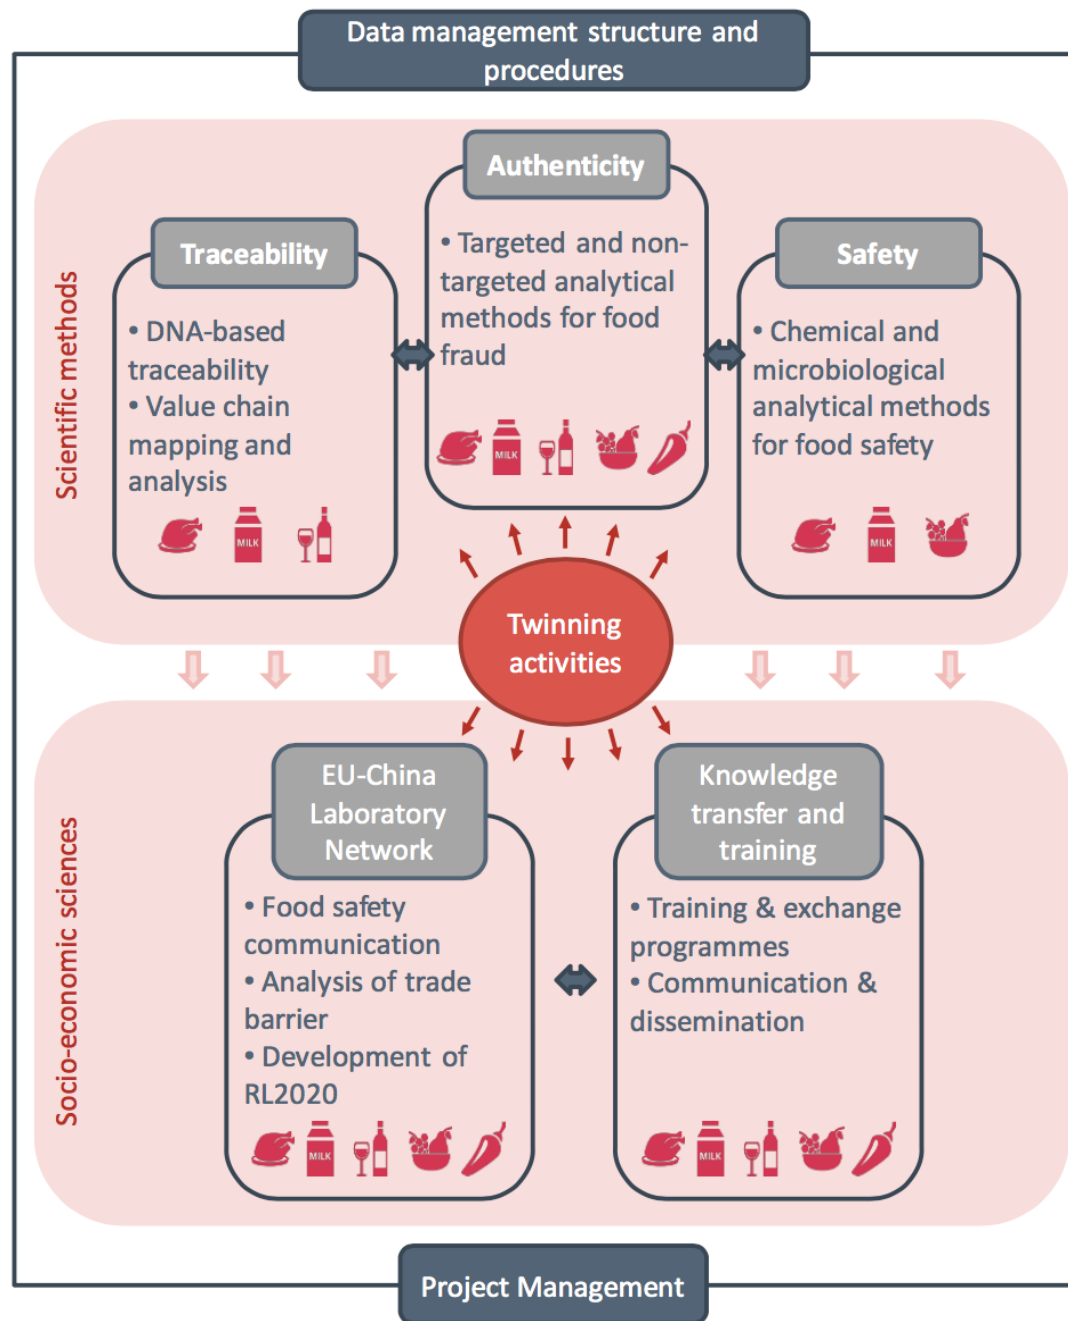 Data management structure and
procedures
Scientific methods
Traceability
• DNA-based
traceability
• Value chain
mapping and
analysis
MILK
Authenticity
• Targeted and non-
targeted analytical
methods for food
fraud
MILK
Safety
• Chemical and
microbiological
analytical methods
for food safety
MILK
Twinning
activities
Socio-economic sciences
EU-China
Laboratory
Network
• Food safety
communication
• Analysis of trade
barrier
• Development of
RL2020
MILK
Knowledge
transfer and
training
• Training & exchange
programmes
• Communication &
dissemination
MILK
Project Management